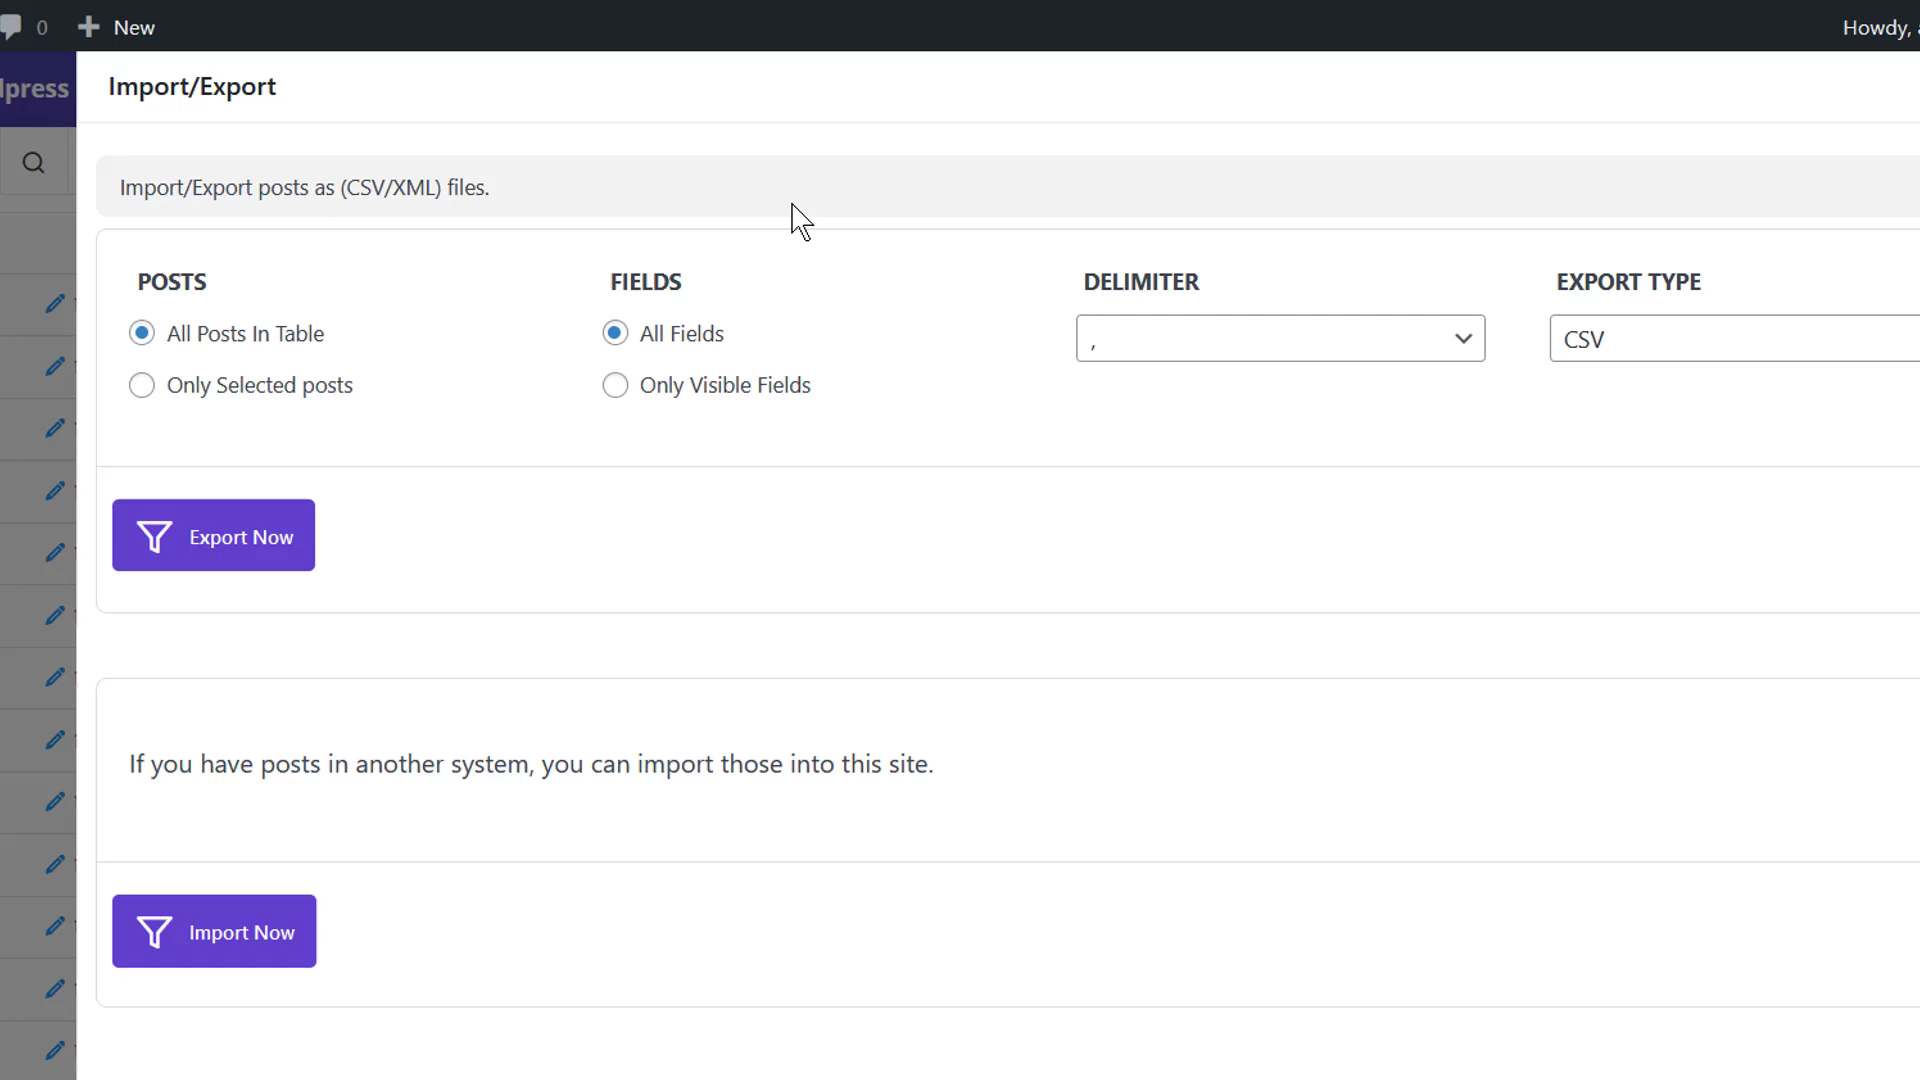 0 New
Howdy,
press
Import/Export
Import/Export posts as (CSV/XML) files.
POSTS
All Posts In Table
Only Selected posts
FIELDS
All Fields
Only Visible Fields
DELIMITER
,
EXPORT TYPE
CSV
Export Now
If you have posts in another system, you can import those into this site.
Import Now